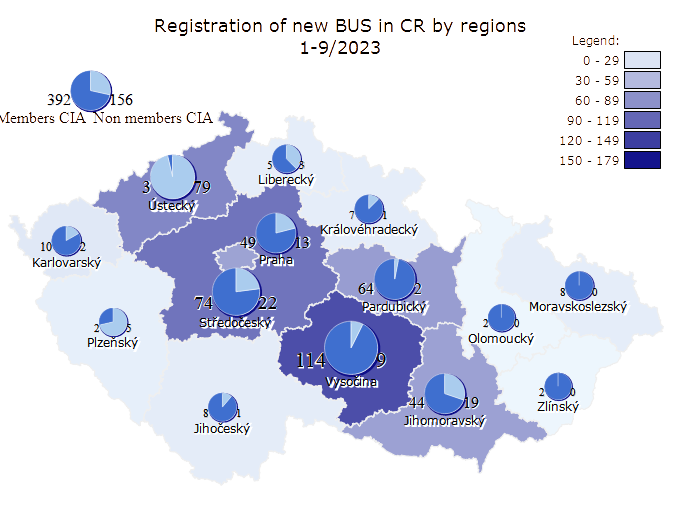 Registration of new BUS in CR by regions
1-9/2023
Legend:
0 - 29
30 - 59
60 - 89
90 - 119
120 - 149
150 - 179
392 156
Members CIA Non members CIA
5 3
Liberecký
3 79
Ústecký
7 1
Královéhradecký
10 2
Karlovarský
49 13
Praha
64 2
Pardubický
8 0
Moravskoslezský
74 22
Středočeský
2 5
Plzeňský
2 0
Olomoucký
114 9
Vysočina
44 19
Jihomoravský
2 0
Zlínský
8 1
Jihočeský